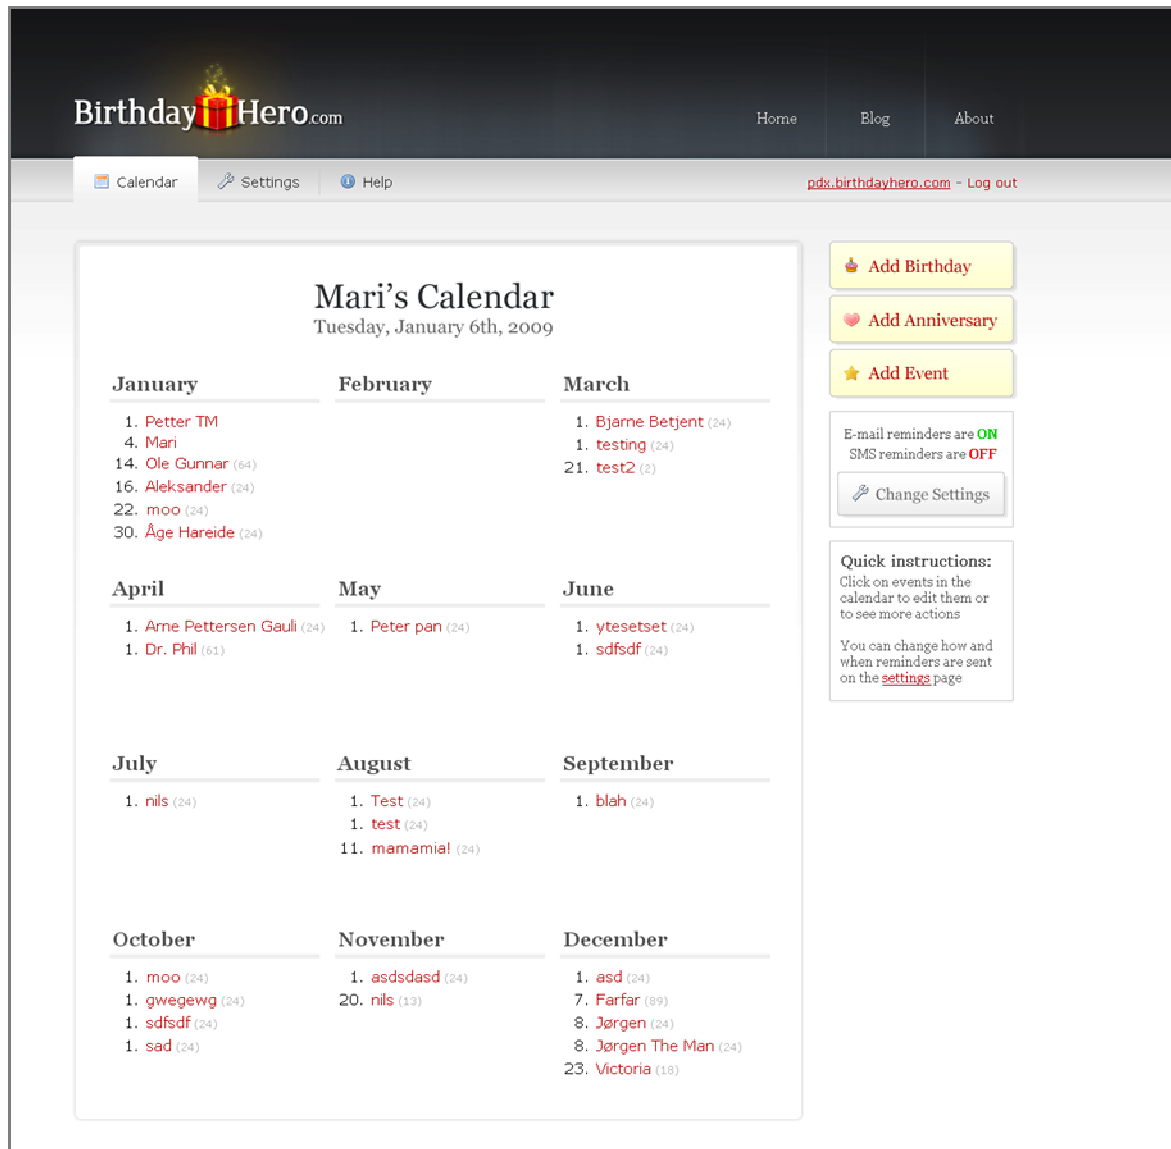 BirthdayHero.com
Home Blog About
Calendar Settings Help
pdx.birthdayhero.com - Log out
Mari's Calendar
Tuesday, January 6th, 2009
January
1. Petter TM
4. Mari
14. Ole Gunnar (64)
16. Aleksander (24)
22. moo (24)
30. Åge Hareide (24)
February
March
1. Bjarne Betjent (24)
1. testing (24)
21. test2 (2)
April
1. Arne Pettersen Gauli (24)
1. Dr. Phil (61)
May
1. Peter pan (24)
June
1. ytesetset (24)
1. sdfsdf (24)
July
1. nils (24)
August
1. Test (24)
1. test (24)
11. mamamia! (24)
September
1. blah (24)
October
1. moo (24)
1. gwegewg (24)
1. sdfsdf (24)
1. sad (24)
November
1. asdsdasd (24)
20. nils (13)
December
1. asd (24)
7. Farfar (89)
8. Jørgen (24)
8. Jørgen The Man (24)
23. Victoria (18)
Add Birthday
Add Anniversary
Add Event
E-mail reminders are ON
SMS reminders are OFF
Change Settings
Quick instructions:
Click on events in the
calendar to edit them or
to see more actions
You can change how and
when reminders are sent
on the settings page